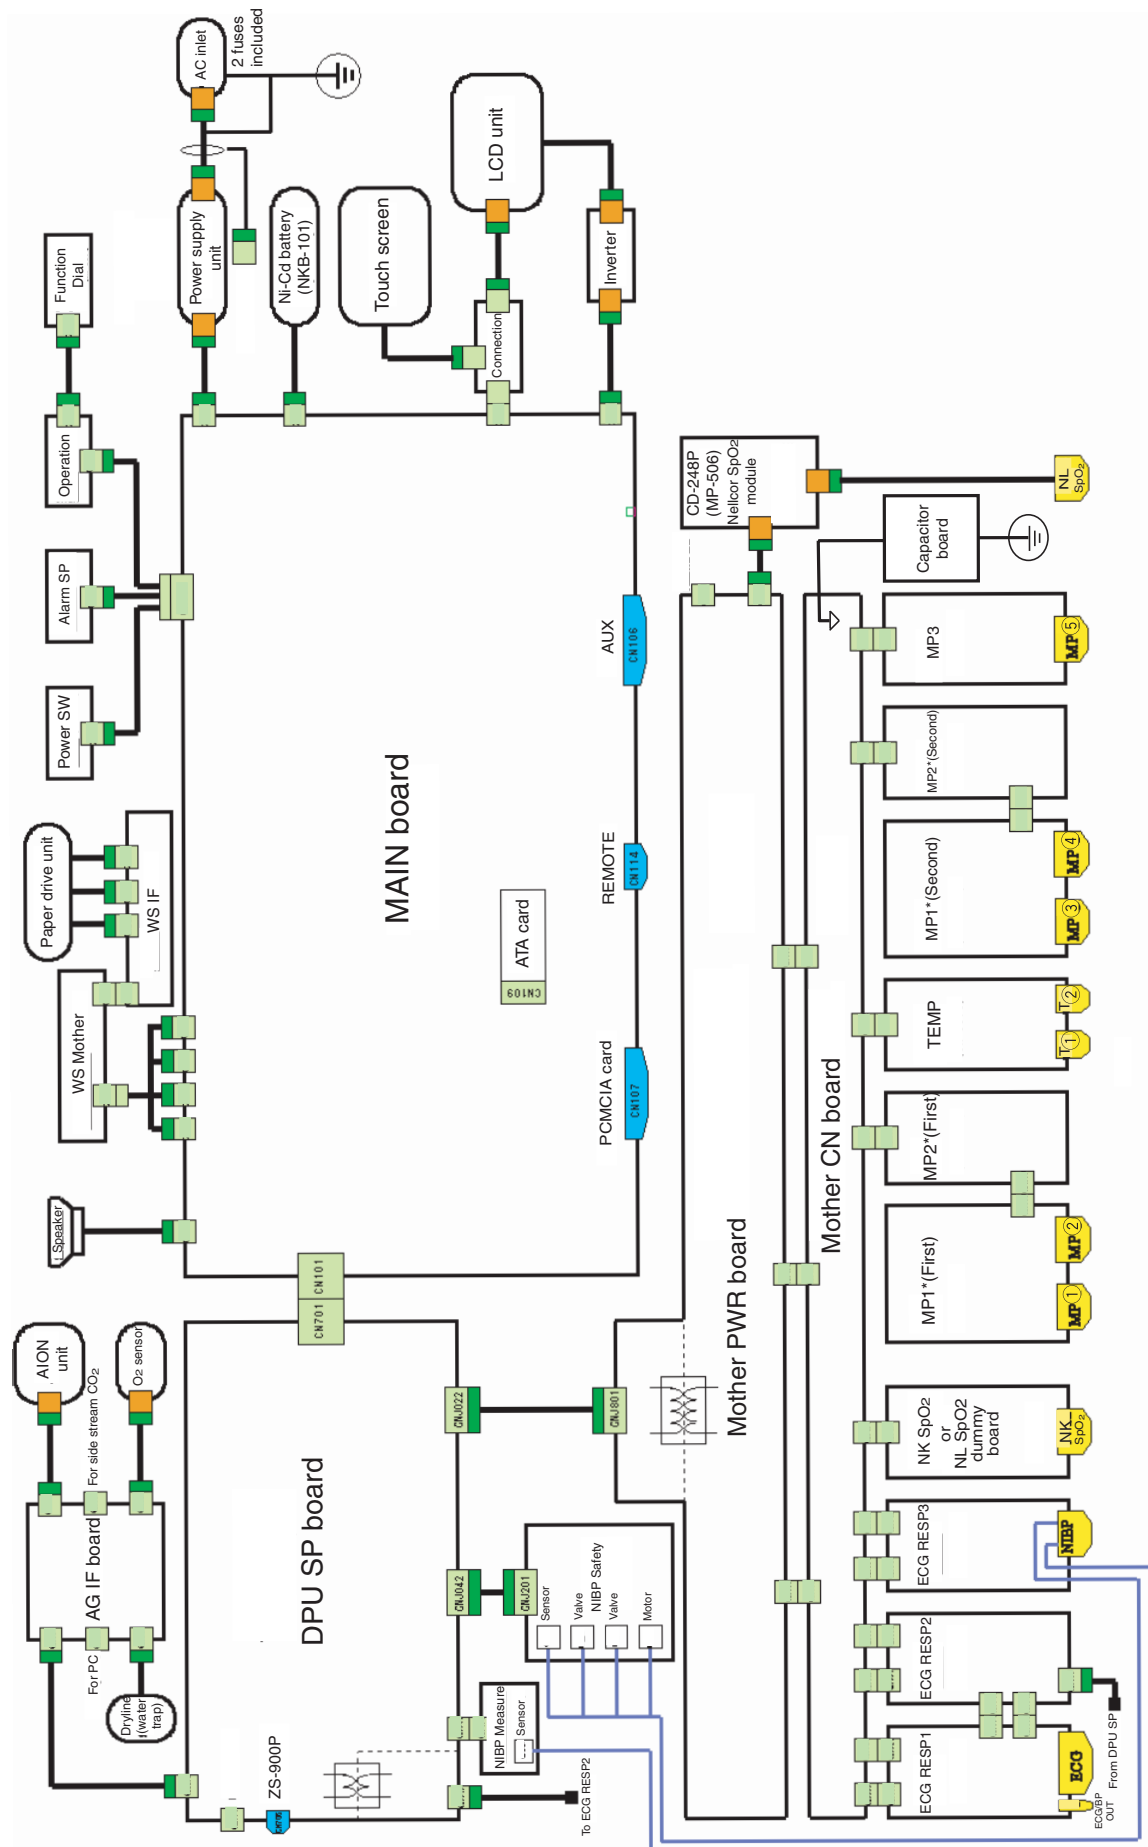 AC inlet
2 fuses
included
Power supply
unit
Ni-Cd battery
(NKB-101)
Touch screen
LCD unit
Connection
Inverter
Function
Dial
Operation
Alarm SP
Power SW
Paper drive unit
WS IF
WS Mother
Speaker
MAIN board
ATA card
CN109
AUX
CN106
REMOTE
CN114
PCMCIA card
CN107
CN101
CN701
AION
unit
O2 sensor
For side stream CO2
AG IF board
For PC
Dryline
(water
trap)
DPU SP board
ZS-900P
CNJ022
CNJ801
CNJ042
CNJ201
Sensor
Valve
NIBP Safety
Valve
Motor
NIBP Measure
Sensor
To ECG RESP2
Mother PWR board
Mother CN board
CD-248P
(MP-506)
Nellcor SpO2
module
NL
SpO2
Capacitor
board
MP3
MP⑤
MP2*(Second)
MP1*(Second)
MP④
MP③
TEMP
T②
T①
MP2*(First)
MP1*(First)
MP②
MP①
NK SpO2
or
NL SpO2
dummy
board
NK
SpO2
ECG RESP3
NIBP
ECG RESP2
From DPU SP
ECG RESP1
ECG
ECG/BP
OUT